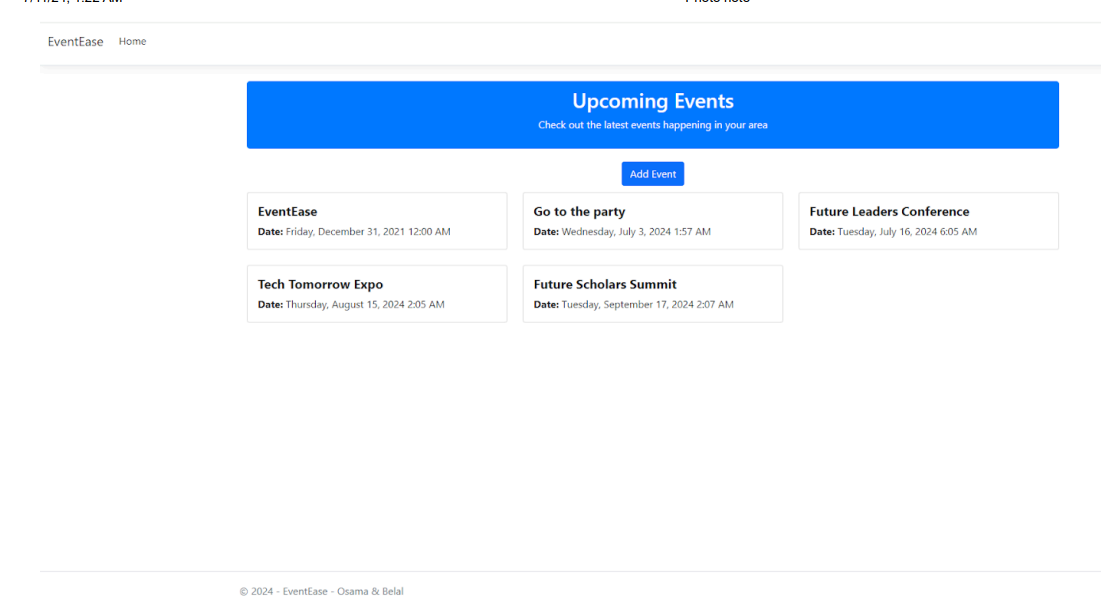 EventEase Home
Upcoming Events
Check out the latest events happening in your area
Add Event
EventEase
Date: Friday, December 31, 2021 12:00 AM
Go to the party
Date: Wednesday, July 3, 2024 1:57 AM
Future Leaders Conference
Date: Tuesday, July 16, 2024 6:05 AM
Tech Tomorrow Expo
Date: Thursday, August 15, 2024 2:05 AM
Future Scholars Summit
Date: Tuesday, September 17, 2024 2:07 AM
© 2024 - EventEase - Osama & Belal